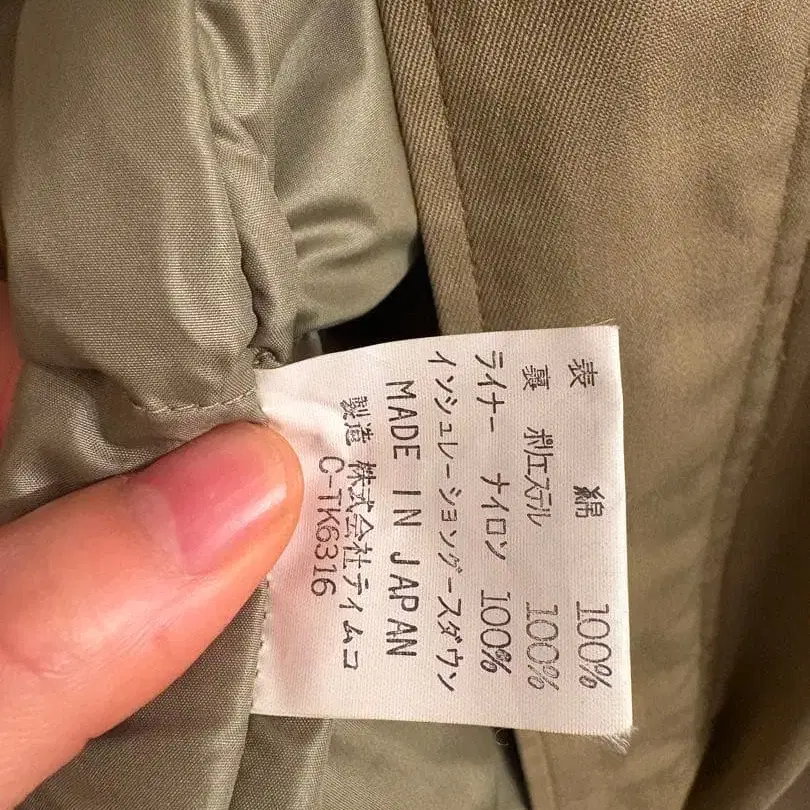 表 綿 100%
裏 ポリエステル 100%
ライナー ナイロン 100%
インシュレーショングースダウン
MADE IN JAPAN
製造 株式会社ティムコ
C-TK6316